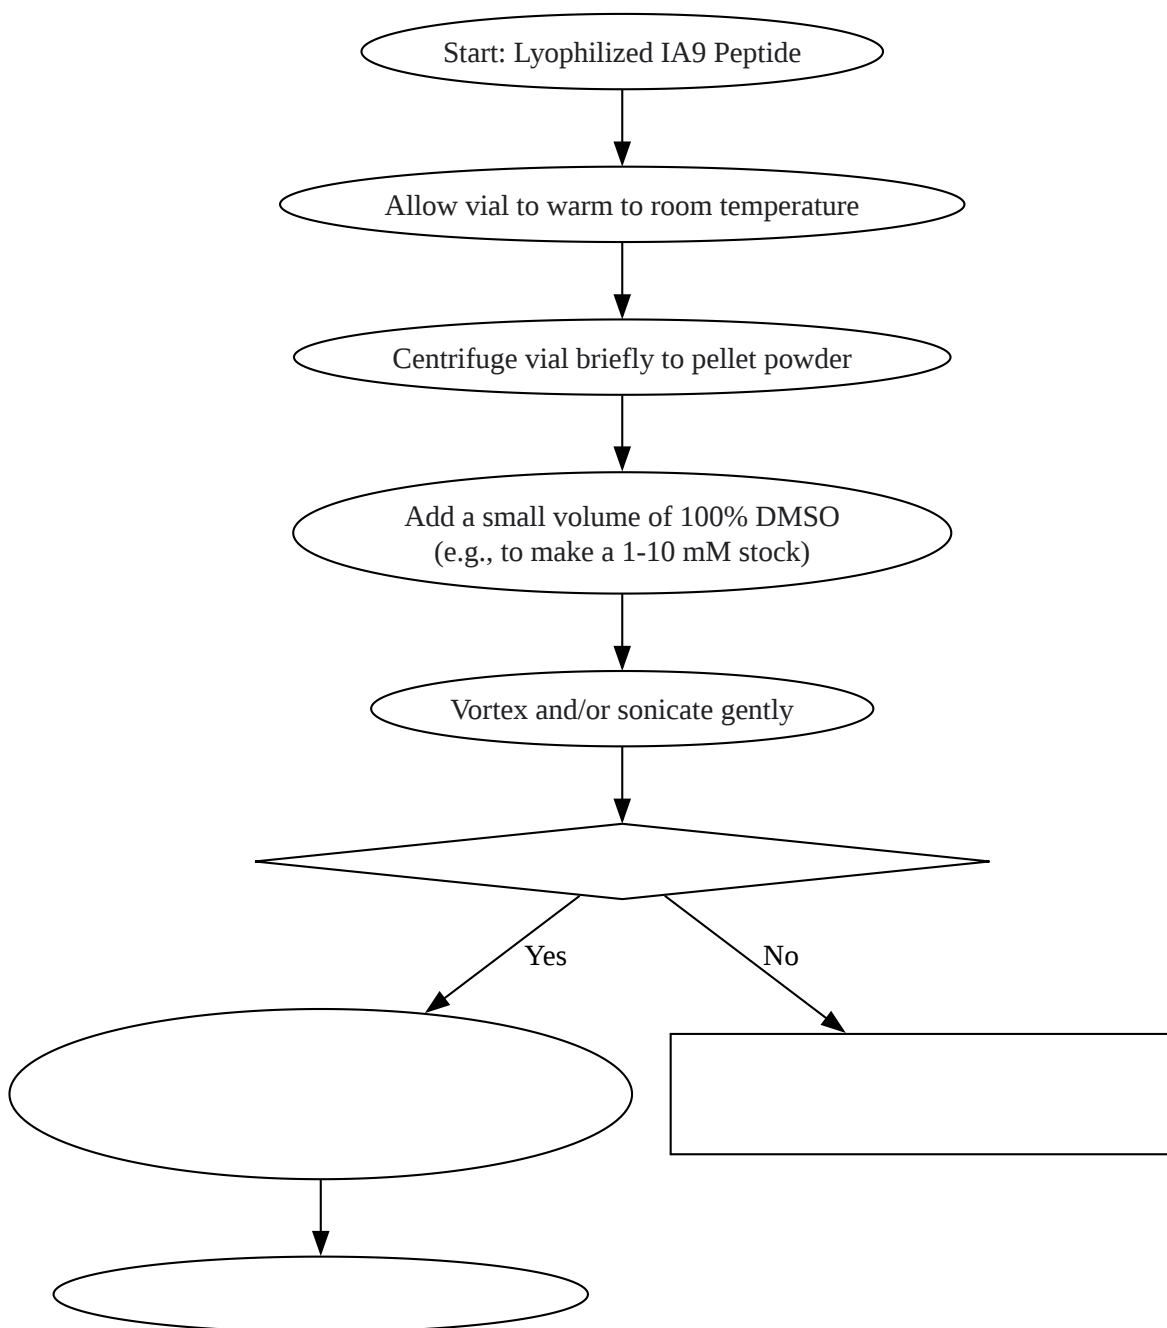 Start: Lyophilized IA9 Peptide
Allow vial to warm to room temperature
Centrifuge vial briefly to pellet powder
Add a small volume of 100% DMSO
(e.g., to make a 1-10 mM stock)
Vortex and/or sonicate gently
Yes
No